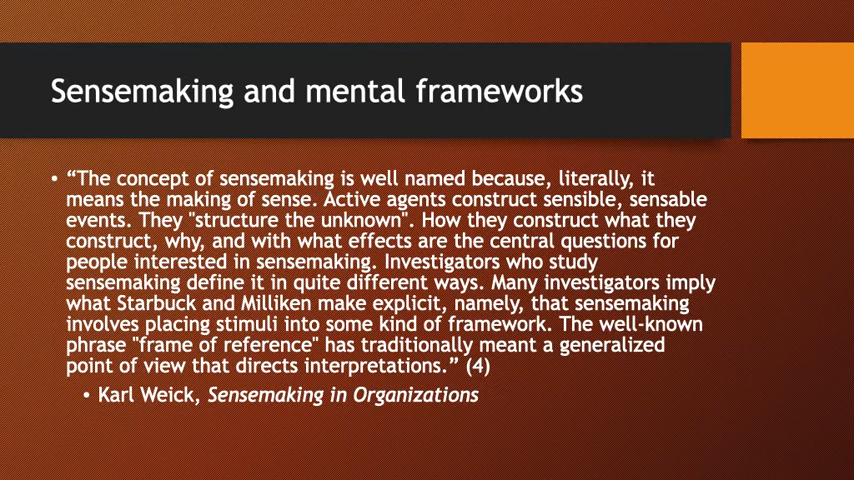 Sensemaking and mental frameworks
• “The concept of sensemaking is well named because, literally, it
means the making of sense. Active agents construct sensible, sensable
events. They "structure the unknown". How they construct what they
construct, why, and with what effects are the central questions for
people interested in sensemaking. Investigators who study
sensemaking define it in quite different ways. Many investigators imply
what Starbuck and Milliken make explicit, namely, that sensemaking
involves placing stimuli into some kind of framework. The well-known
phrase "frame of reference" has traditionally meant a generalized
point of view that directs interpretations.” (4)
• Karl Weick, Sensemaking in Organizations